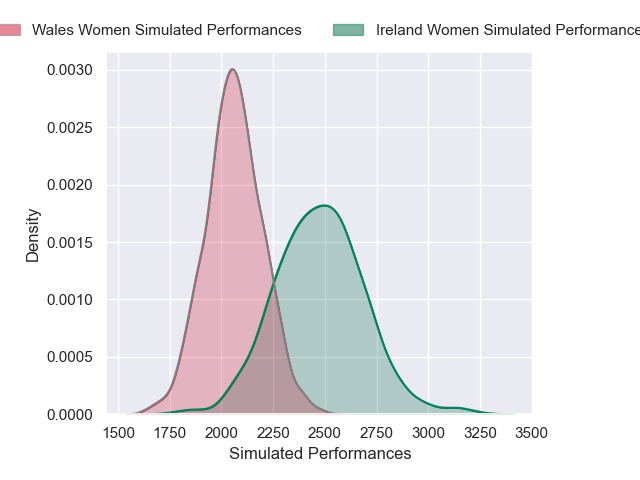 Wales Women Simulated Performances
Ireland Women Simulated Performance
0.0030
0.0025
0.0020
0.0015
0.0010
0.0005
0.0000
Density
1500 1750 2000 2250 2500 2750 3000 3250 3500
Simulated Performances